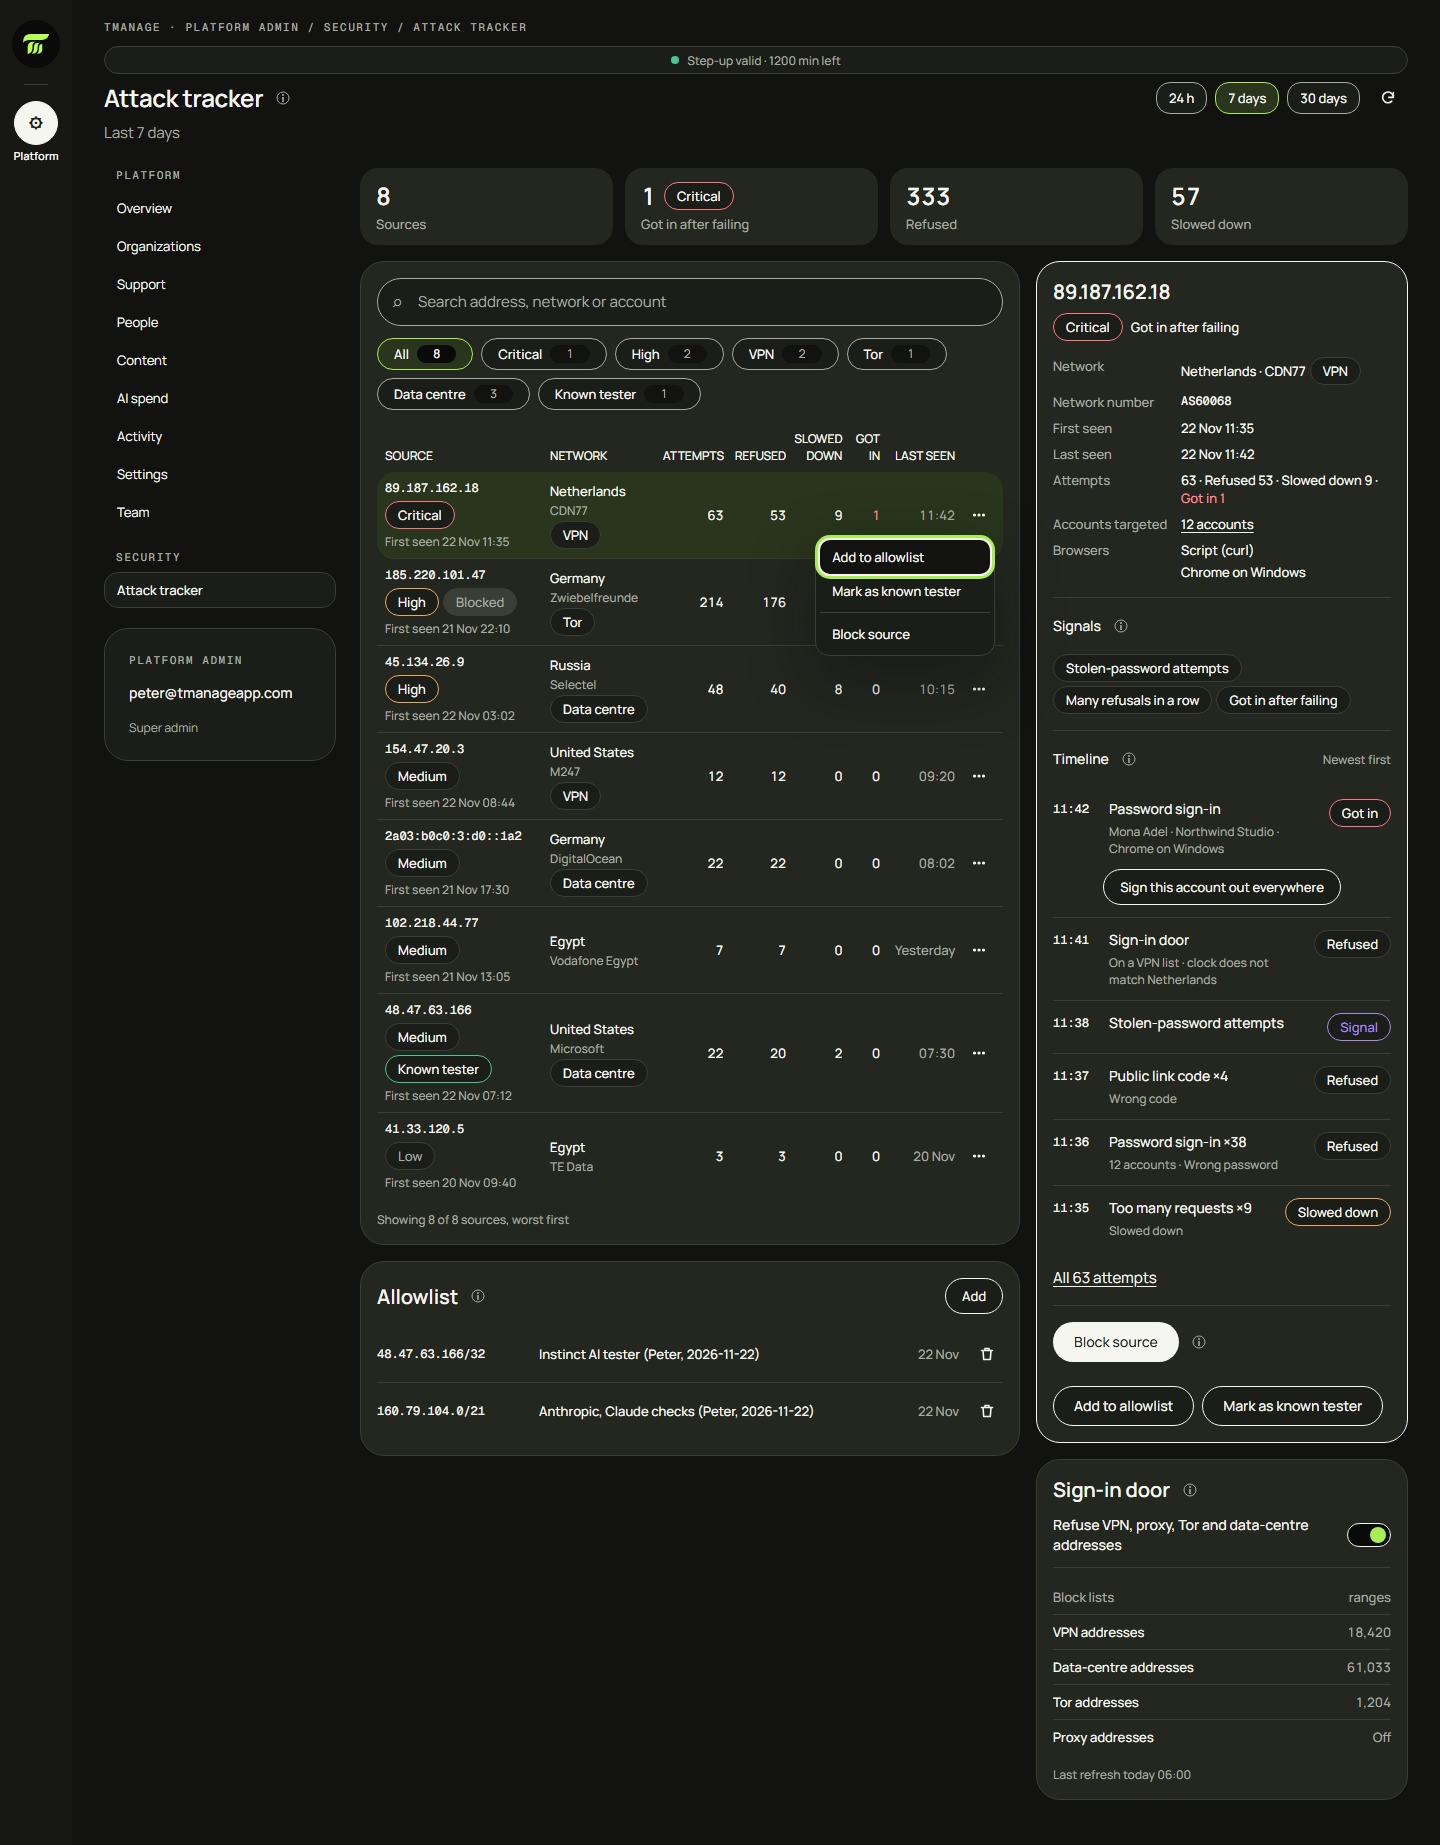 TMANAGE · PLATFORM ADMIN / SECURITY / ATTACK TRACKER
Step-up valid · 1200 min left
Attack tracker
24 h
7 days
30 days
Last 7 days
Platform
PLATFORM
Overview
Organizations
Support
People
Content
AI spend
Activity
Settings
Team
SECURITY
Attack tracker
PLATFORM ADMIN
peter@tmanageapp.com
Super admin
8
Sources
1 Critical
Got in after failing
333
Refused
57
Slowed down
Search address, network or account
All 8
Critical 1
High 2
VPN 2
Tor 1
Data centre 3
Known tester 1
SOURCE NETWORK ATTEMPTS REFUSED SLOWED DOWN GOT IN LAST SEEN
89.187.162.18
Critical
First seen 22 Nov 11:35
Netherlands
CDN77
VPN
63 53 9 1 11:42
Add to allowlist
Mark as known tester
Block source
185.220.101.47
High Blocked
First seen 21 Nov 22:10
Germany
Zwiebelfreunde
Tor
214 176
45.134.26.9
High
First seen 22 Nov 03:02
Russia
Selectel
Data centre
48 40 8 0 10:15
154.47.20.3
Medium
First seen 22 Nov 08:44
United States
M247
VPN
12 12 0 0 09:20
2a03:b0c0:3:d0::1a2
Medium
First seen 21 Nov 17:30
Germany
DigitalOcean
Data centre
22 22 0 0 08:02
102.218.44.77
Medium
First seen 21 Nov 13:05
Egypt
Vodafone Egypt
7 7 0 0 Yesterday
48.47.63.166
Medium
Known tester
First seen 22 Nov 07:12
United States
Microsoft
Data centre
22 20 2 0 07:30
41.33.120.5
Low
First seen 20 Nov 09:40
Egypt
TE Data
3 3 0 0 20 Nov
Showing 8 of 8 sources, worst first
Allowlist
Add
48.47.63.166/32 Instinct AI tester (Peter, 2026-11-22) 22 Nov
160.79.104.0/21 Anthropic, Claude checks (Peter, 2026-11-22) 22 Nov
89.187.162.18
Critical Got in after failing
Network Netherlands · CDN77 VPN
Network number AS60068
First seen 22 Nov 11:35
Last seen 22 Nov 11:42
Attempts 63 · Refused 53 · Slowed down 9 ·
Got in 1
Accounts targeted 12 accounts
Browsers Script (curl)
Chrome on Windows
Signals
Stolen-password attempts
Many refusals in a row
Got in after failing
Timeline
Newest first
11:42 Password sign-in Got in
Mona Adel · Northwind Studio ·
Chrome on Windows
Sign this account out everywhere
11:41 Sign-in door Refused
On a VPN list · clock does not
match Netherlands
11:38 Stolen-password attempts Signal
11:37 Public link code ×4 Refused
Wrong code
11:36 Password sign-in ×38 Refused
12 accounts · Wrong password
11:35 Too many requests ×9 Slowed down
Slowed down
All 63 attempts
Block source
Add to allowlist
Mark as known tester
Sign-in door
Refuse VPN, proxy, Tor and data-centre
addresses
Block lists ranges
VPN addresses 18,420
Data-centre addresses 61,033
Tor addresses 1,204
Proxy addresses Off
Last refresh today 06:00